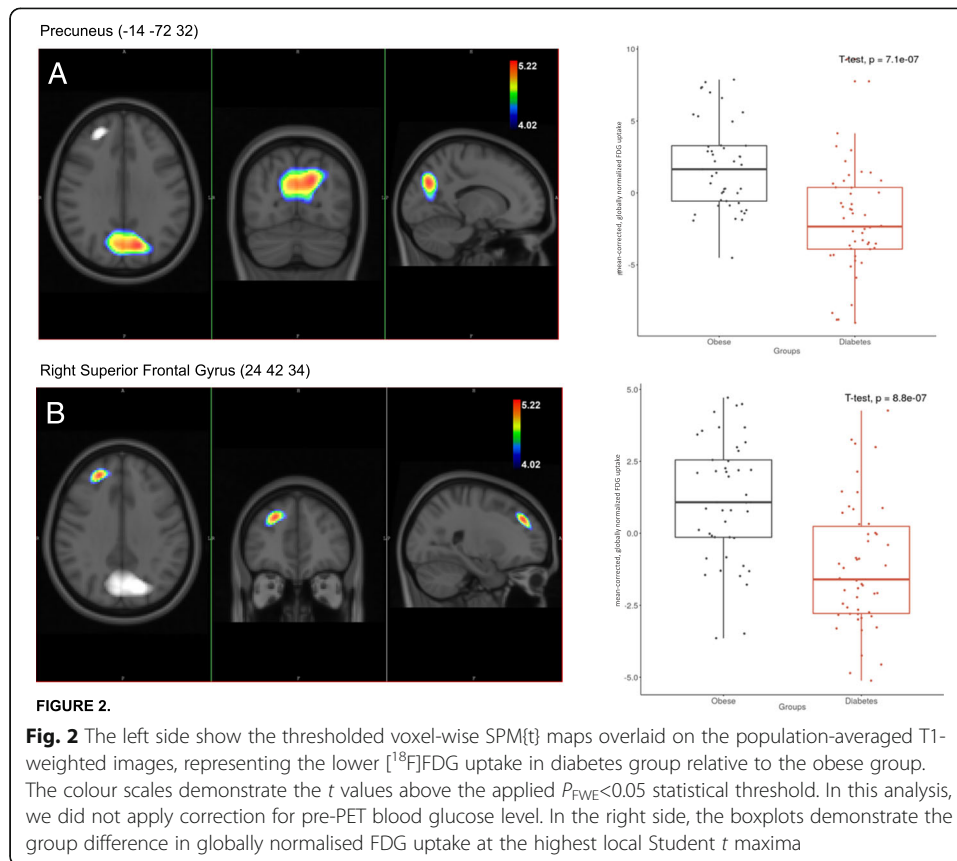 Precuneus (-14 -72 32)
A
5.22
4.02
10
5
0
-5
mean-corrected, globally normalized FDG uptake
T-test, p = 7.1e-07
Obese
Diabetes
Groups
Right Superior Frontal Gyrus (24 42 34)
B
5.22
4.02
5.0
2.5
0.0
-2.5
-5.0
mean-corrected, globally normalized FDG uptake
T-test, p = 8.8e-07
Obese
Diabetes
Groups
FIGURE 2.
Fig. 2 The left side show the thresholded voxel-wise SPM{t} maps overlaid on the population-averaged T1-
weighted images, representing the lower [¹⁸F]FDG uptake in diabetes group relative to the obese group.
The colour scales demonstrate the t values above the applied P_FWE<0.05 statistical threshold. In this analysis,
we did not apply correction for pre-PET blood glucose level. In the right side, the boxplots demonstrate the
group difference in globally normalised FDG uptake at the highest local Student t maxima